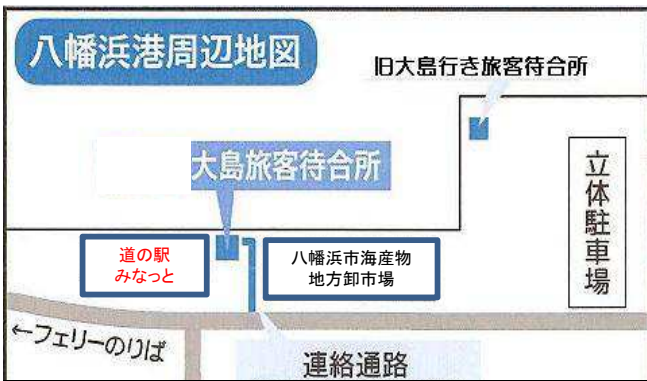 八幡浜港周辺地図
旧大島行き旅客待合所
大島旅客待合所
立体駐車場
道の駅
みなっと
八幡浜市海産物
地方卸市場
←フェリーのりば
連絡通路